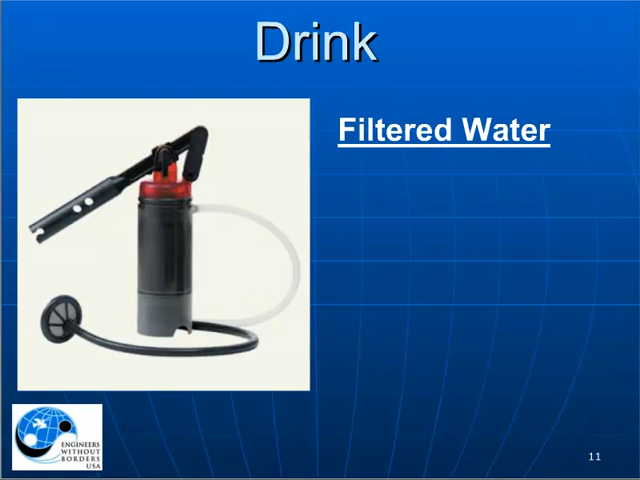 Drink
Filtered Water
ENGINEERS
WITHOUT
BORDERS
USA
11